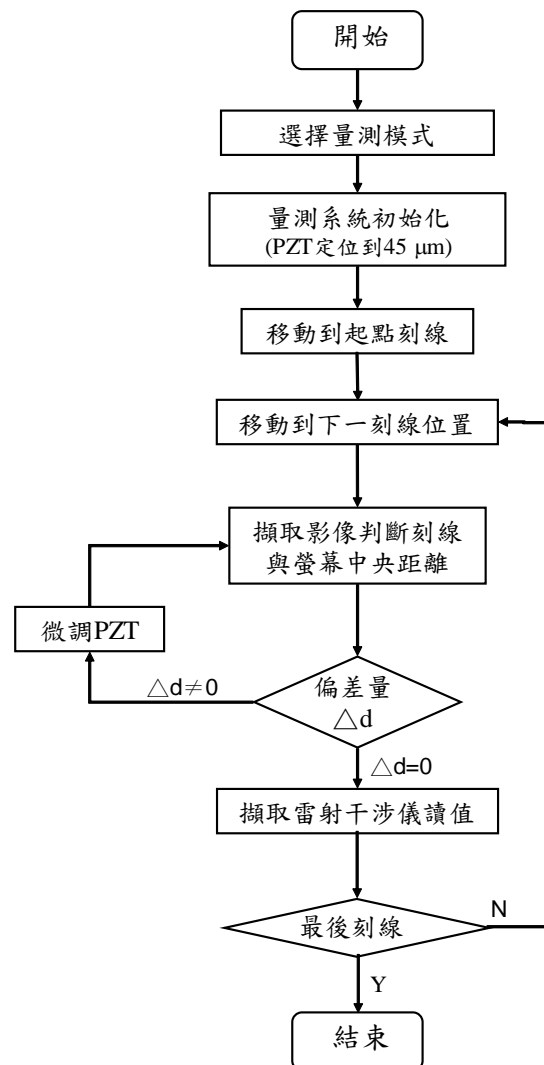 開始
選擇量測模式
量測系統初始化
(PZT定位到45 μm)
移動到起點刻線
移動到下一刻線位置
擷取影像判斷刻線
與螢幕中央距離
微調PZT
偏差量
△d
△d≠0
△d=0
擷取雷射干涉儀讀值
最後刻線
N
Y
結束